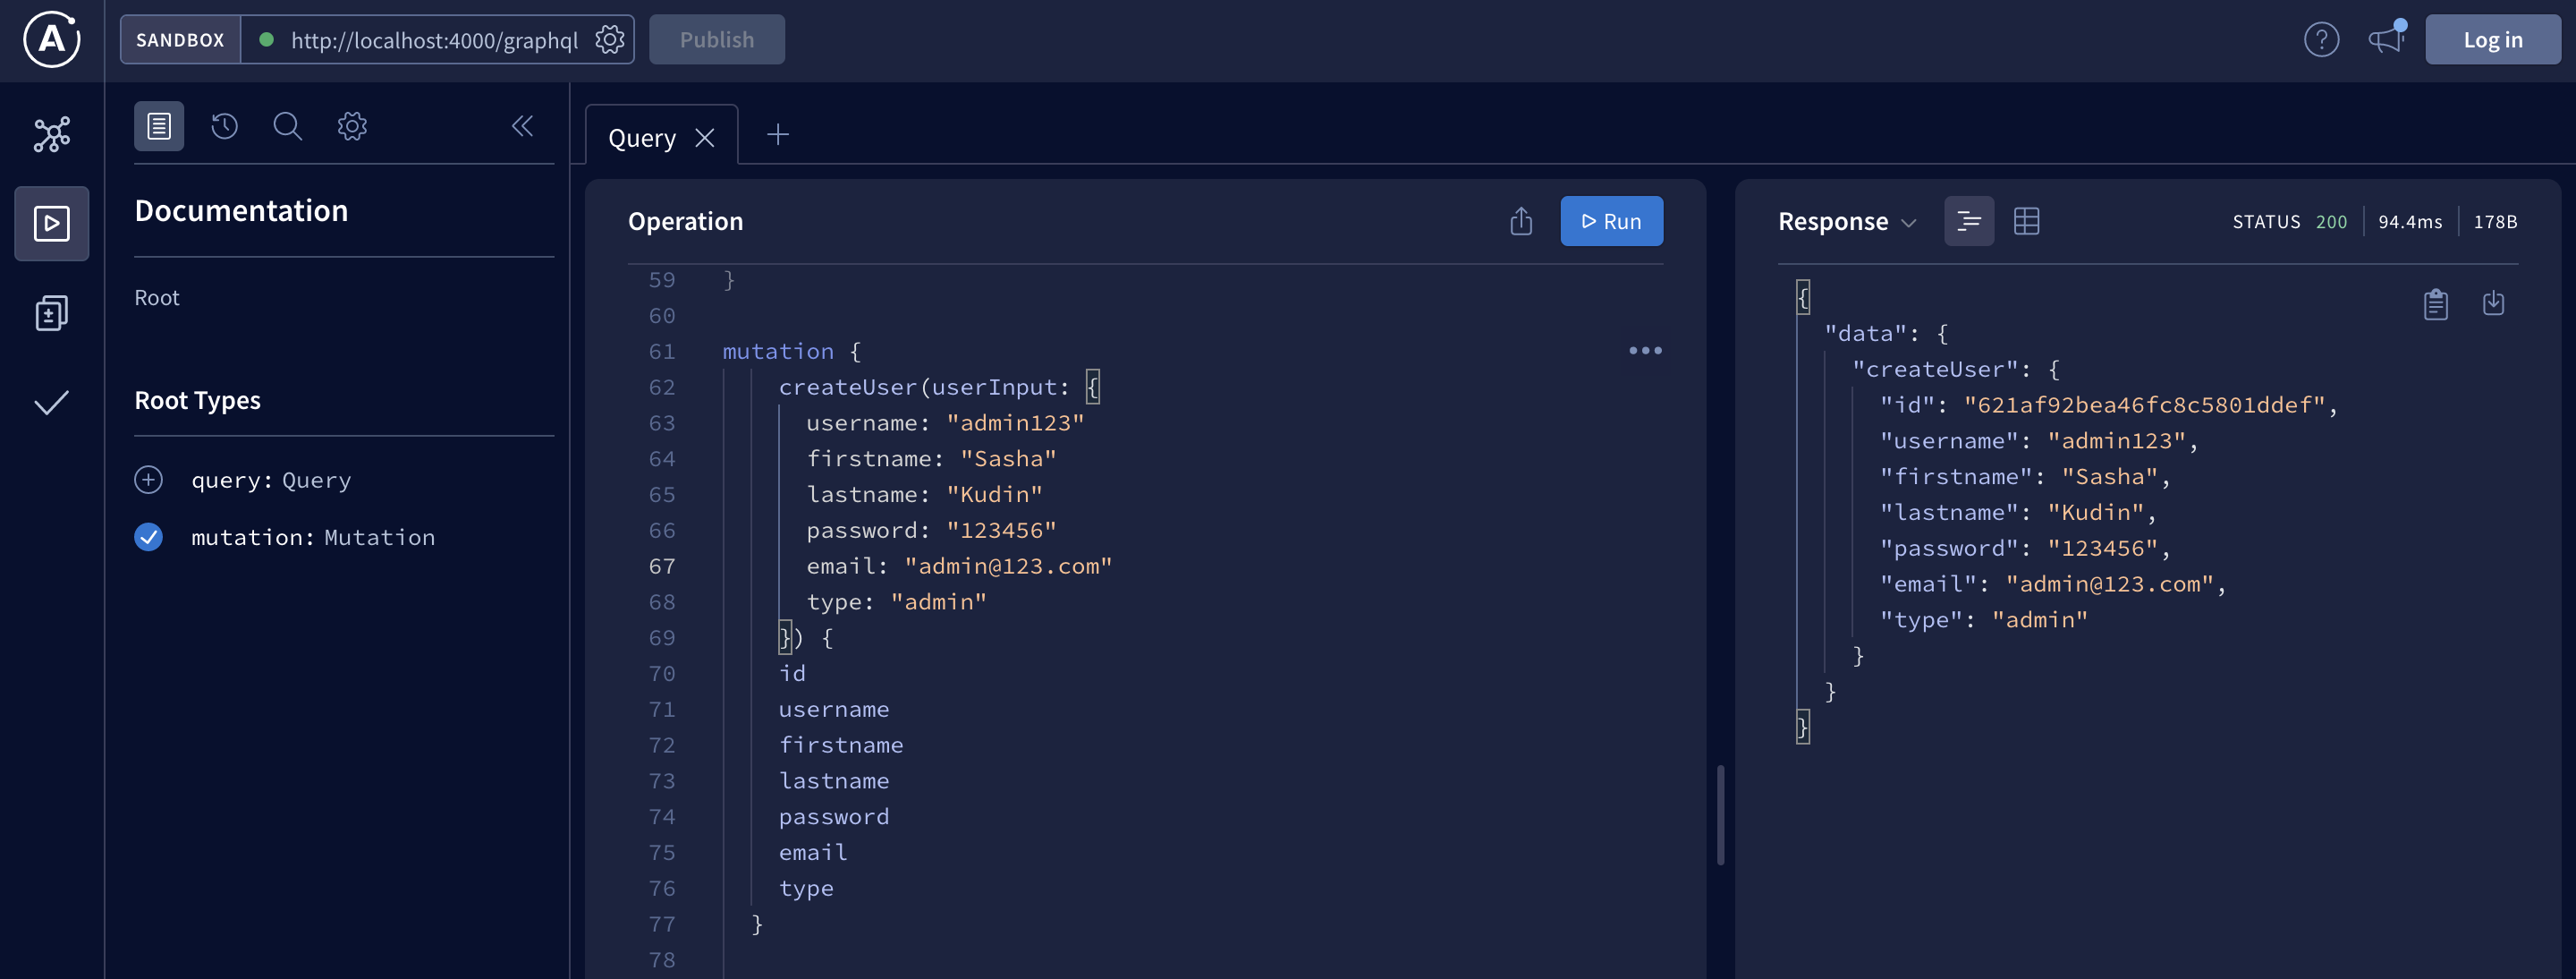 A
SANDBOX
http://localhost:4000/graphql
Publish
?
Log in
Documentation
Root
Root Types
query: Query
mutation: Mutation
Query
Operation
Run
59 }
60
61 mutation {
62 createUser(userInput: {
63 username: "admin123"
64 firstname: "Sasha"
65 lastname: "Kudin"
66 password: "123456"
67 email: "admin@123.com"
68 type: "admin"
69 }) {
70 id
71 username
72 firstname
73 lastname
74 password
75 email
76 type
77 }
78
Response
STATUS 200 94.4ms 178B
{
"data": {
"createUser": {
"id": "621af92bea46fc8c5801ddef",
"username": "admin123",
"firstname": "Sasha",
"lastname": "Kudin",
"password": "123456",
"email": "admin@123.com",
"type": "admin"
}
}
}